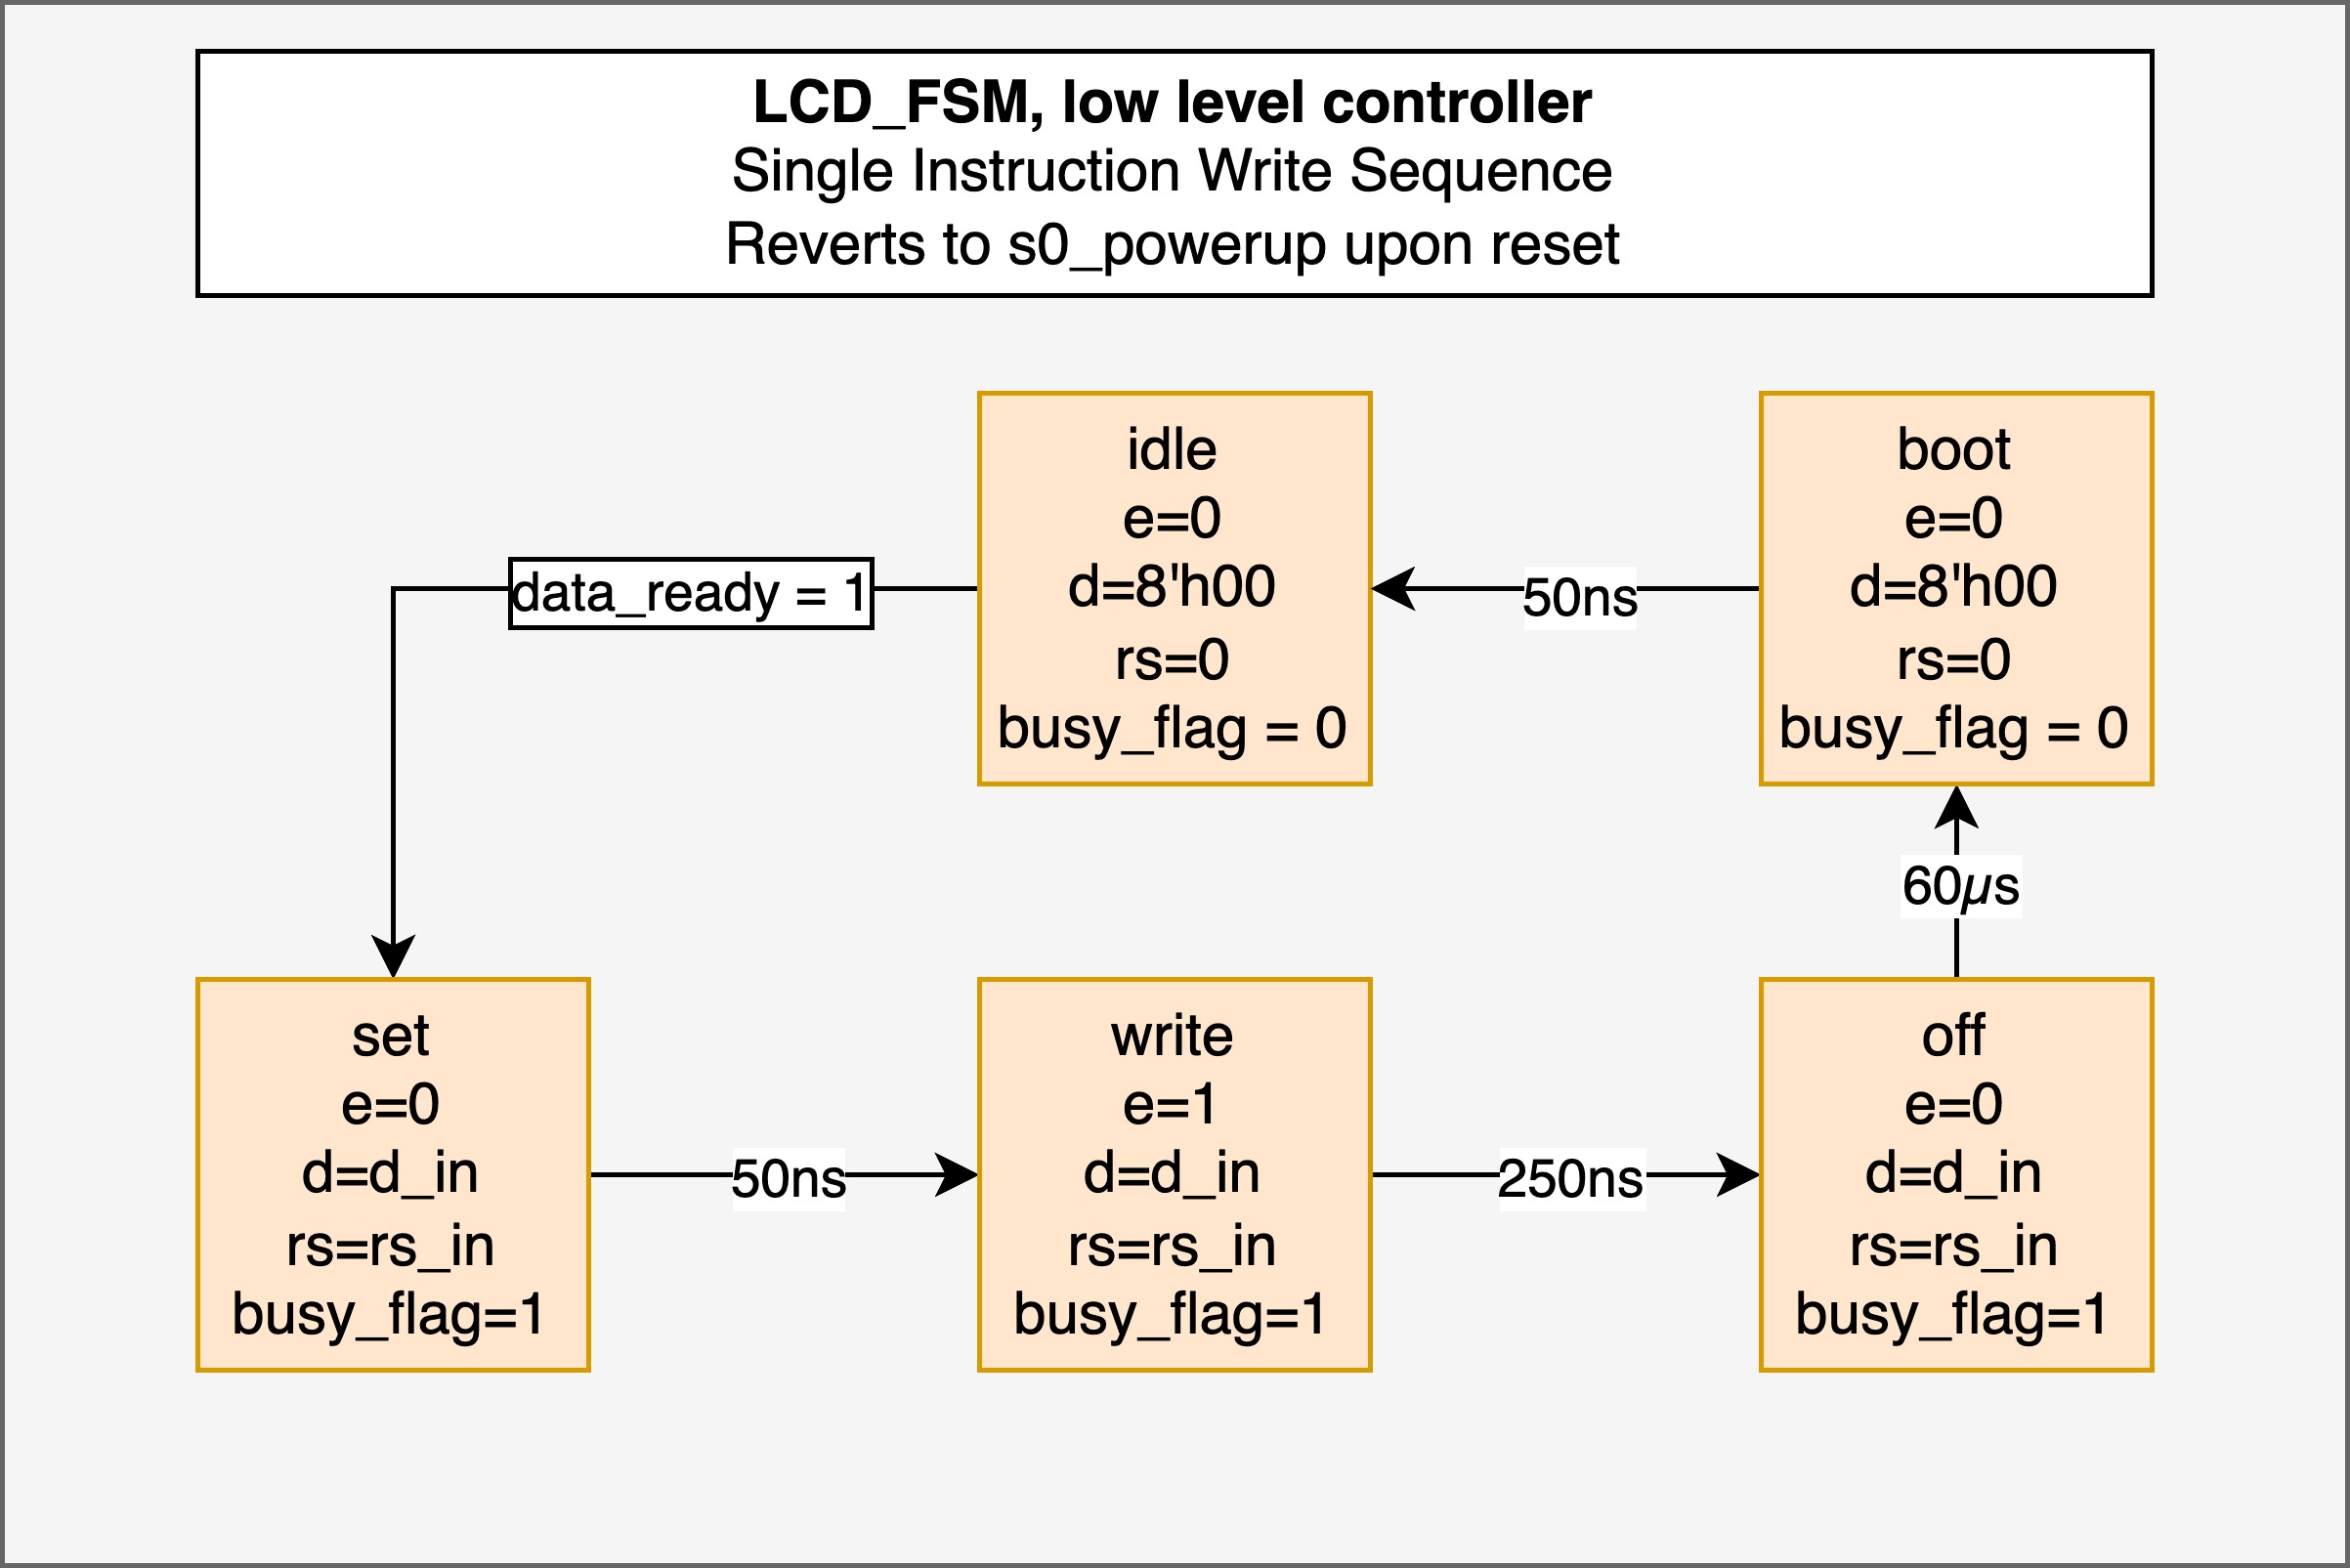 LCD_FSM, low level controller
Single Instruction Write Sequence
Reverts to s0_powerup upon reset
idle
e=0
d=8'h00
rs=0
busy_flag = 0
boot
e=0
d=8'h00
rs=0
busy_flag = 0
data_ready = 1
50ns
60µs
set
e=0
d=d_in
rs=rs_in
busy_flag=1
50ns
write
e=1
d=d_in
rs=rs_in
busy_flag=1
250ns
off
e=0
d=d_in
rs=rs_in
busy_flag=1